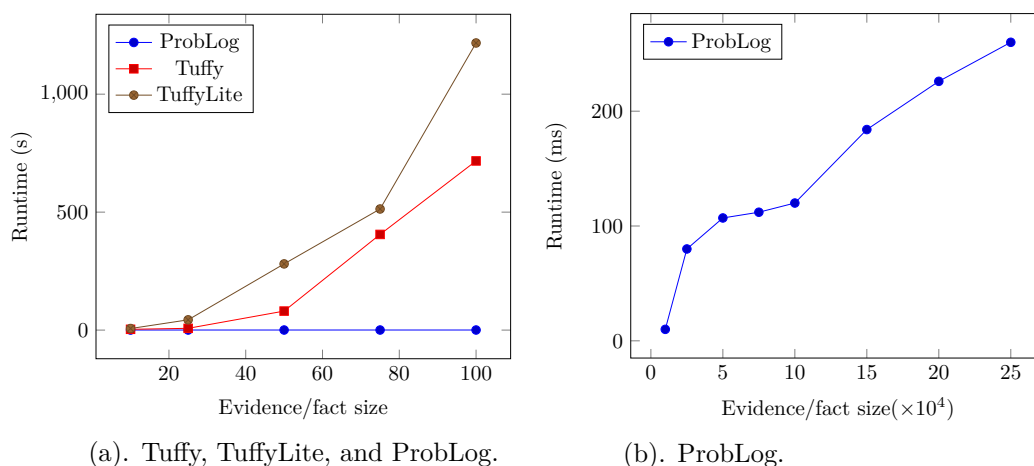 ProbLog
Tuffy
TuffyLite
1,000
500
0
Runtime (s)
20
40
60
80
100
Evidence/fact size
(a). Tuffy, TuffyLite, and ProbLog.
ProbLog
200
100
0
Runtime (ms)
0
5
10
15
20
25
Evidence/fact size(×10⁴)
(b). ProbLog.